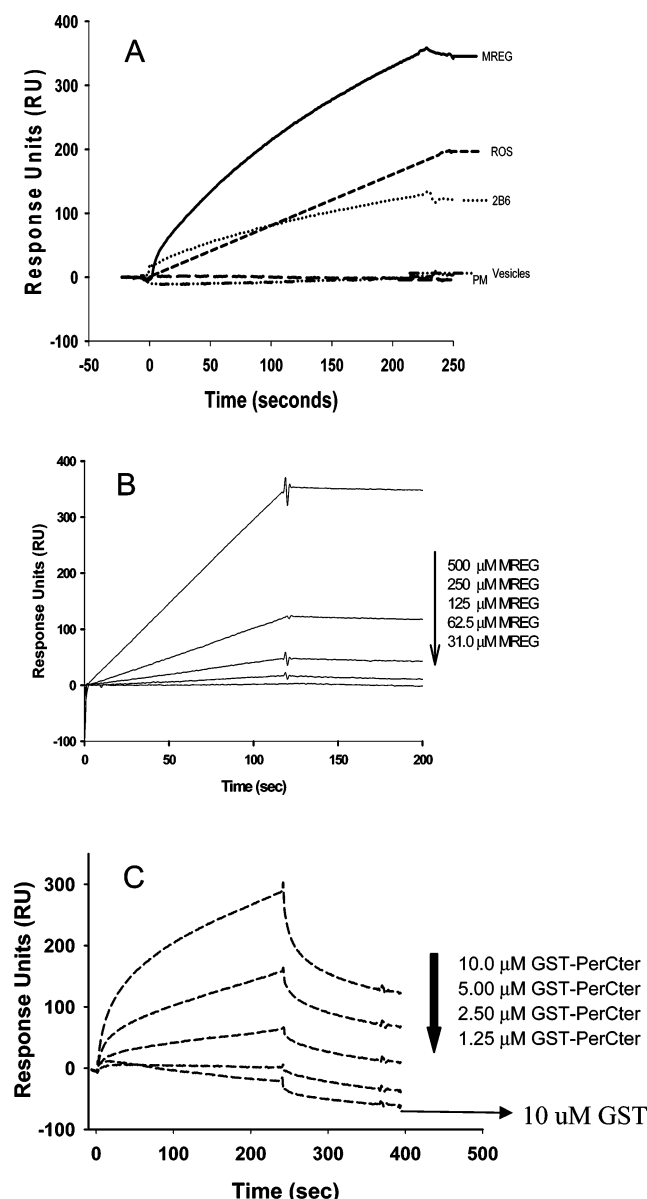 A
400
300
200
100
0
-100
-50 0 50 100 150 200 250
Response Units (RU)
Time (seconds)
MREG
ROS
2B6
Vesicles
PM
B
400
300
200
100
0
-100
0 50 100 150 200
Response Units (RU)
Time (sec)
500 μM MREG
250 μM MREG
125 μM MREG
62.5 μM MREG
31.0 μM MREG
C
300
200
100
0
-100
0 100 200 300 400 500
Response Units (RU)
Time (sec)
10.0 μM GST-PerCter
5.00 μM GST-PerCter
2.50 μM GST-PerCter
1.25 μM GST-PerCter
10 uM GST